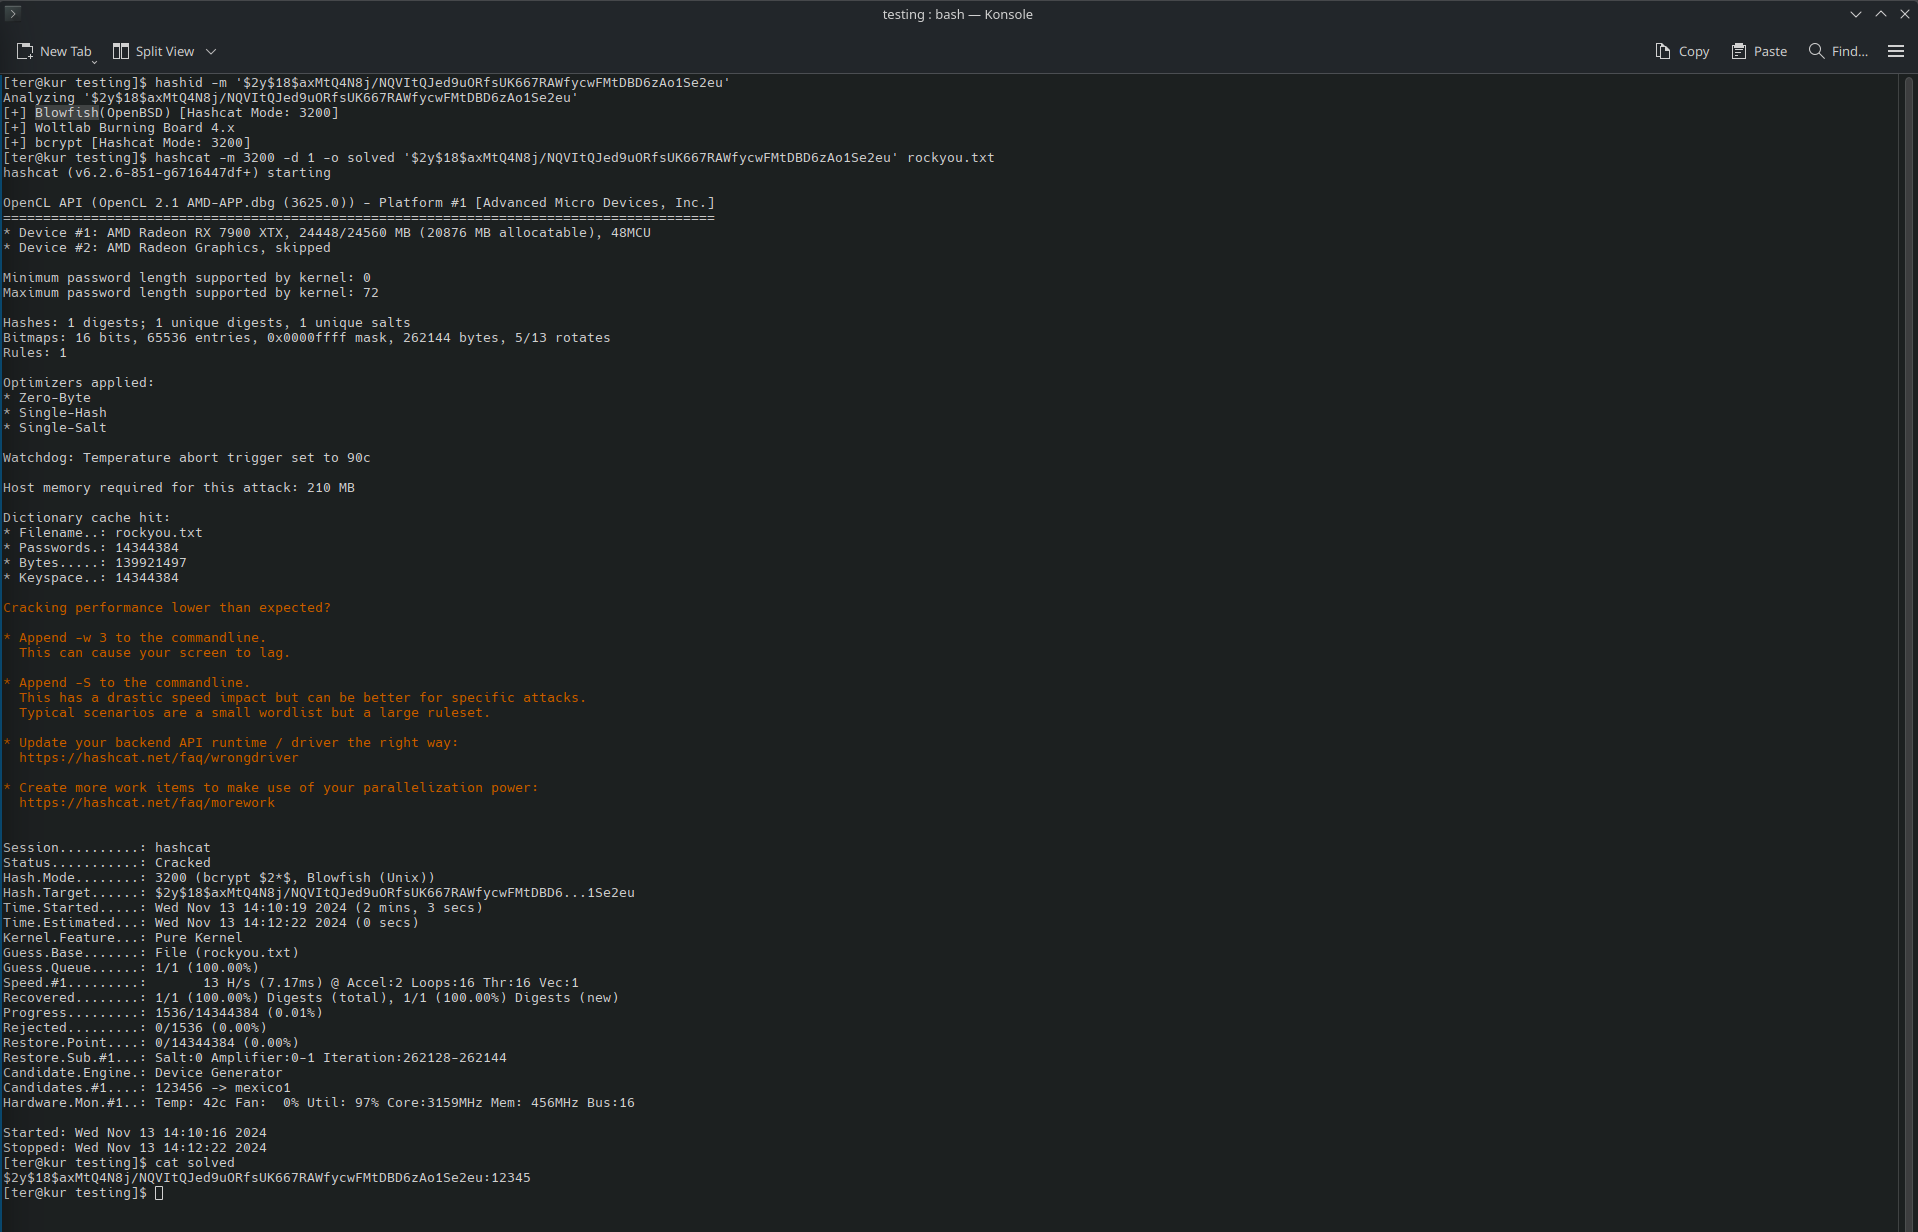 testing : bash — Konsole
New Tab Split View Copy Paste Find...
[ter@kur testing]$ hashid -m '$2y$18$axMtQ4N8j/NQVItQJed9uORfsUK667RAWfycwFMtDBD6zAo1Se2eu'
Analyzing '$2y$18$axMtQ4N8j/NQVItQJed9uORfsUK667RAWfycwFMtDBD6zAo1Se2eu'
[+] Blowfish(OpenBSD) [Hashcat Mode: 3200]
[+] Woltlab Burning Board 4.x
[+] bcrypt [Hashcat Mode: 3200]
[ter@kur testing]$ hashcat -m 3200 -d 1 -o solved '$2y$18$axMtQ4N8j/NQVItQJed9uORfsUK667RAWfycwFMtDBD6zAo1Se2eu' rockyou.txt
hashcat (v6.2.6-851-g6716447df+) starting
OpenCL API (OpenCL 2.1 AMD-APP.dbg (3625.0)) - Platform #1 [Advanced Micro Devices, Inc.]
=========================================================================================
* Device #1: AMD Radeon RX 7900 XTX, 24448/24560 MB (20876 MB allocatable), 48MCU
* Device #2: AMD Radeon Graphics, skipped
Minimum password length supported by kernel: 0
Maximum password length supported by kernel: 72
Hashes: 1 digests; 1 unique digests, 1 unique salts
Bitmaps: 16 bits, 65536 entries, 0x0000ffff mask, 262144 bytes, 5/13 rotates
Rules: 1
Optimizers applied:
* Zero-Byte
* Single-Hash
* Single-Salt
Watchdog: Temperature abort trigger set to 90c
Host memory required for this attack: 210 MB
Dictionary cache hit:
* Filename..: rockyou.txt
* Passwords.: 14344384
* Bytes.....: 139921497
* Keyspace..: 14344384
Cracking performance lower than expected?
* Append -w 3 to the commandline.
  This can cause your screen to lag.
* Append -S to the commandline.
  This has a drastic speed impact but can be better for specific attacks.
  Typical scenarios are a small wordlist but a large ruleset.
* Update your backend API runtime / driver the right way:
  https://hashcat.net/faq/wrongdriver
* Create more work items to make use of your parallelization power:
  https://hashcat.net/faq/morework
Session..........: hashcat
Status...........: Cracked
Hash.Mode........: 3200 (bcrypt $2*$, Blowfish (Unix))
Hash.Target......: $2y$18$axMtQ4N8j/NQVItQJed9uORfsUK667RAWfycwFMtDBD6...1Se2eu
Time.Started.....: Wed Nov 13 14:10:19 2024 (2 mins, 3 secs)
Time.Estimated...: Wed Nov 13 14:12:22 2024 (0 secs)
Kernel.Feature...: Pure Kernel
Guess.Base.......: File (rockyou.txt)
Guess.Queue......: 1/1 (100.00%)
Speed.#1.........:       13 H/s (7.17ms) @ Accel:2 Loops:16 Thr:16 Vec:1
Recovered........: 1/1 (100.00%) Digests (total), 1/1 (100.00%) Digests (new)
Progress.........: 1536/14344384 (0.01%)
Rejected.........: 0/1536 (0.00%)
Restore.Point....: 0/14344384 (0.00%)
Restore.Sub.#1...: Salt:0 Amplifier:0-1 Iteration:262128-262144
Candidate.Engine.: Device Generator
Candidates.#1....: 123456 -> mexico1
Hardware.Mon.#1..: Temp: 42c Fan:  0% Util: 97% Core:3159MHz Mem: 456MHz Bus:16
Started: Wed Nov 13 14:10:16 2024
Stopped: Wed Nov 13 14:12:22 2024
[ter@kur testing]$ cat solved
$2y$18$axMtQ4N8j/NQVItQJed9uORfsUK667RAWfycwFMtDBD6zAo1Se2eu:12345
[ter@kur testing]$